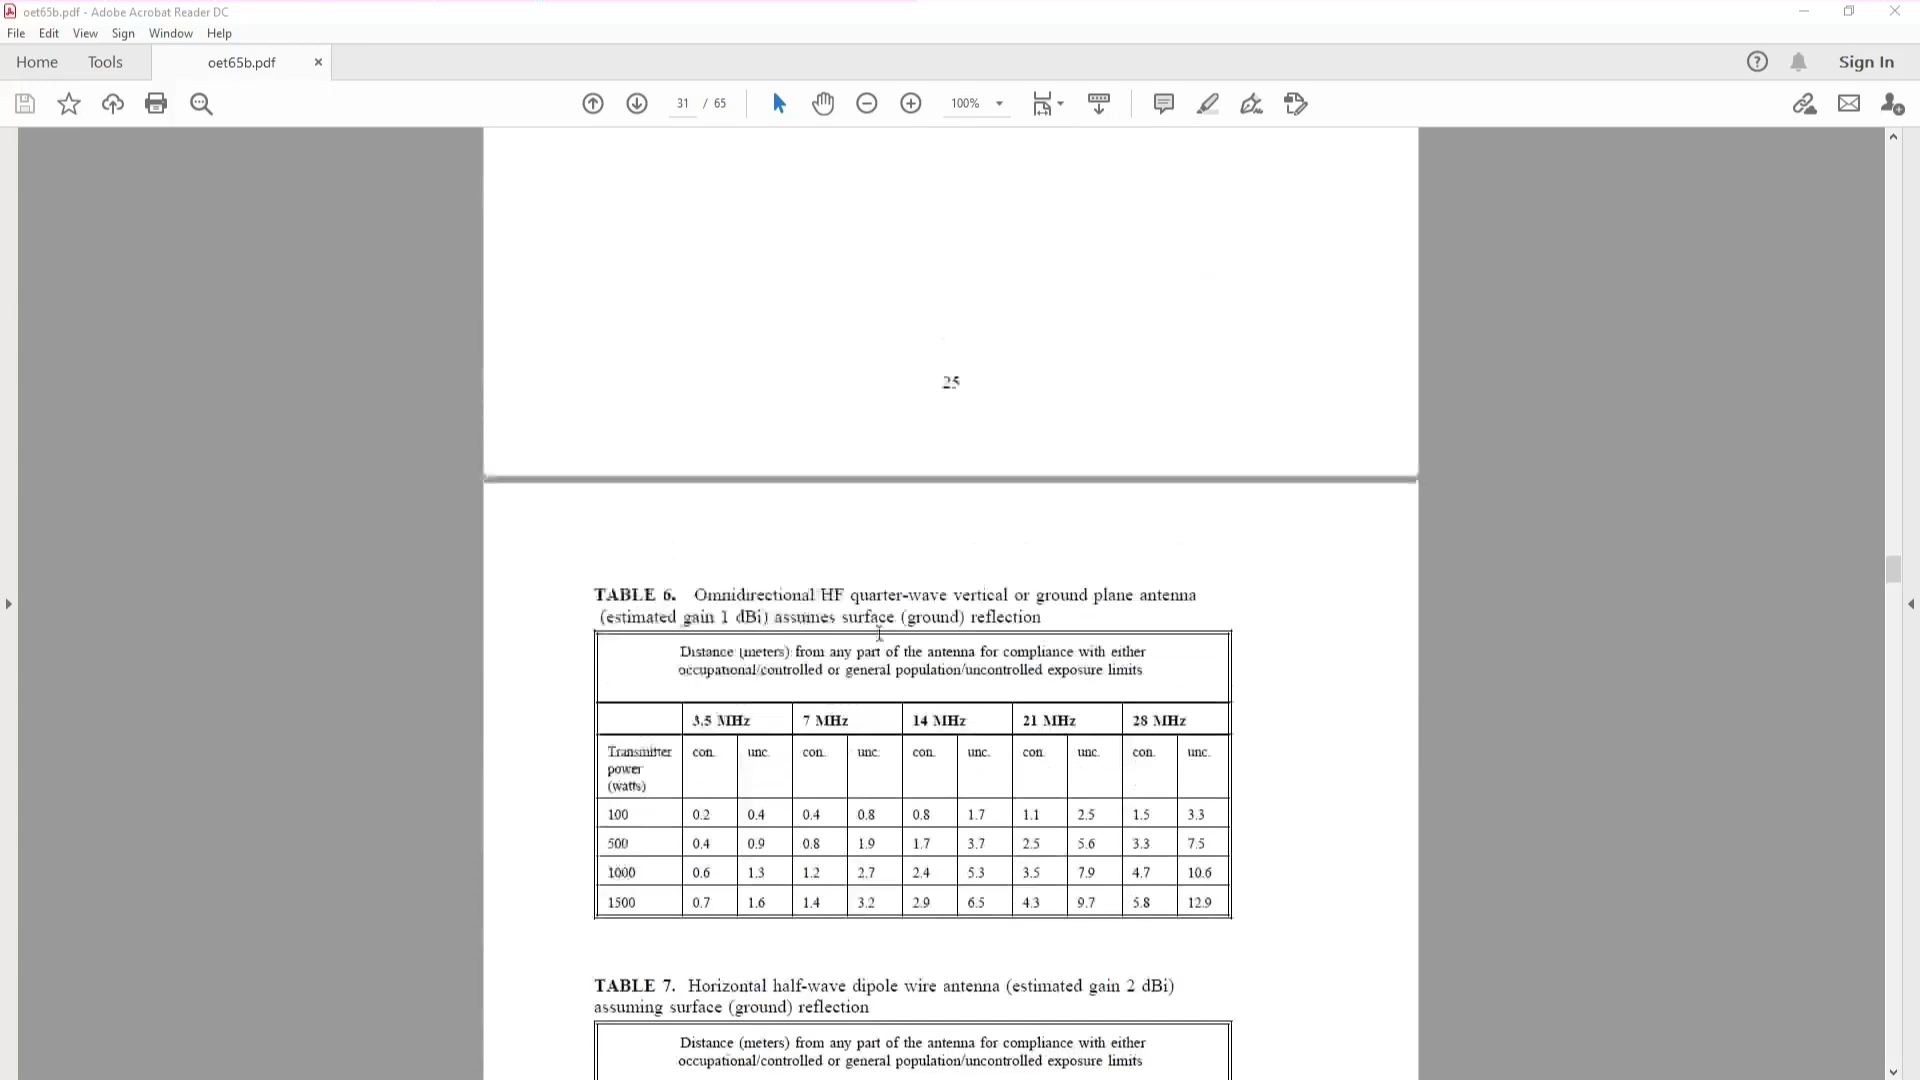 oet65b.pdf - Adobe Acrobat Reader DC
File Edit View Sign Window Help
Home Tools oet65b.pdf × ? Sign In
31 / 65 100%
25
TABLE 6. Omnidirectional HF quarter-wave vertical or ground plane antenna
(estimated gain 1 dBi) assumes surface (ground) reflection
Distance (meters) from any part of the antenna for compliance with either
occupational/controlled or general population/uncontrolled exposure limits
3.5 MHz 7 MHz 14 MHz 21 MHz 28 MHz
Transmitter con. unc. con. unc. con. unc. con. unc. con. unc.
power
(watts)
100 0.2 0.4 0.4 0.8 0.8 1.7 1.1 2.5 1.5 3.3
500 0.4 0.9 0.8 1.9 1.7 3.7 2.5 5.6 3.3 7.5
1000 0.6 1.3 1.2 2.7 2.4 5.3 3.5 7.9 4.7 10.6
1500 0.7 1.6 1.4 3.2 2.9 6.5 4.3 9.7 5.8 12.9
TABLE 7. Horizontal half-wave dipole wire antenna (estimated gain 2 dBi)
assuming surface (ground) reflection
Distance (meters) from any part of the antenna for compliance with either
occupational/controlled or general population/uncontrolled exposure limits